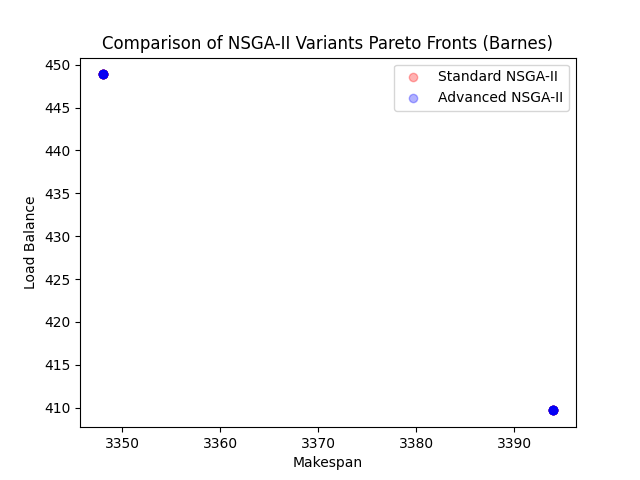 Comparison of NSGA-II Variants Pareto Fronts (Barnes)
Standard NSGA-II
Advanced NSGA-II
450
445
440
435
430
425
420
415
410
Load Balance
3350
3360
3370
3380
3390
Makespan